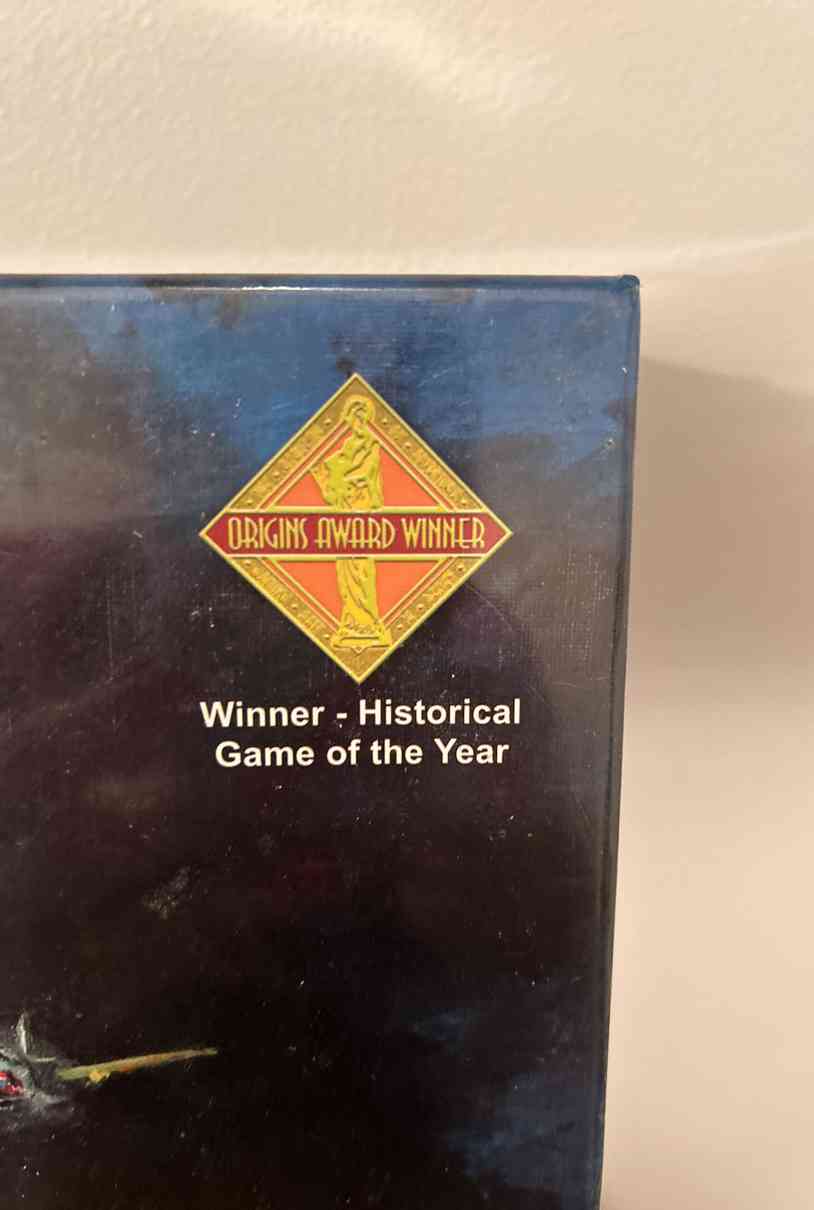 ORIGINS AWARD WINNER
Winner - Historical
Game of the Year